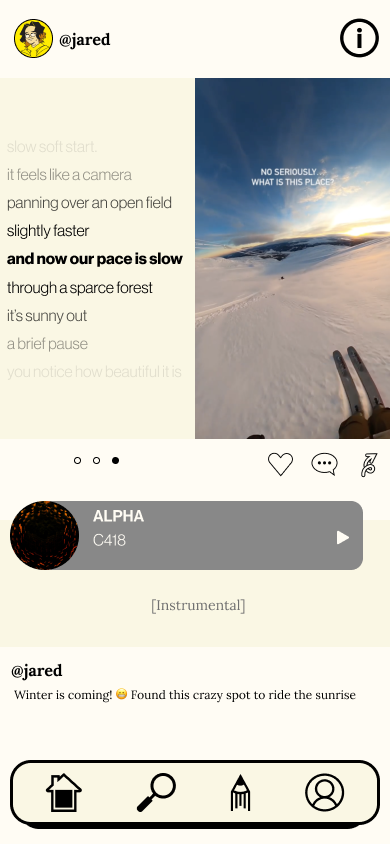 @jared
slow soft start.
it feels like a camera
panning over an open field
slightly faster
and now our pace is slow
through a sparce forest
it's sunny out
a brief pause
you notice how beautiful it is
NO SERIOUSLY...
WHAT IS THIS PLACE?
ALPHA
C418
[Instrumental]
@jared
Winter is coming! 😁 Found this crazy spot to ride the sunrise